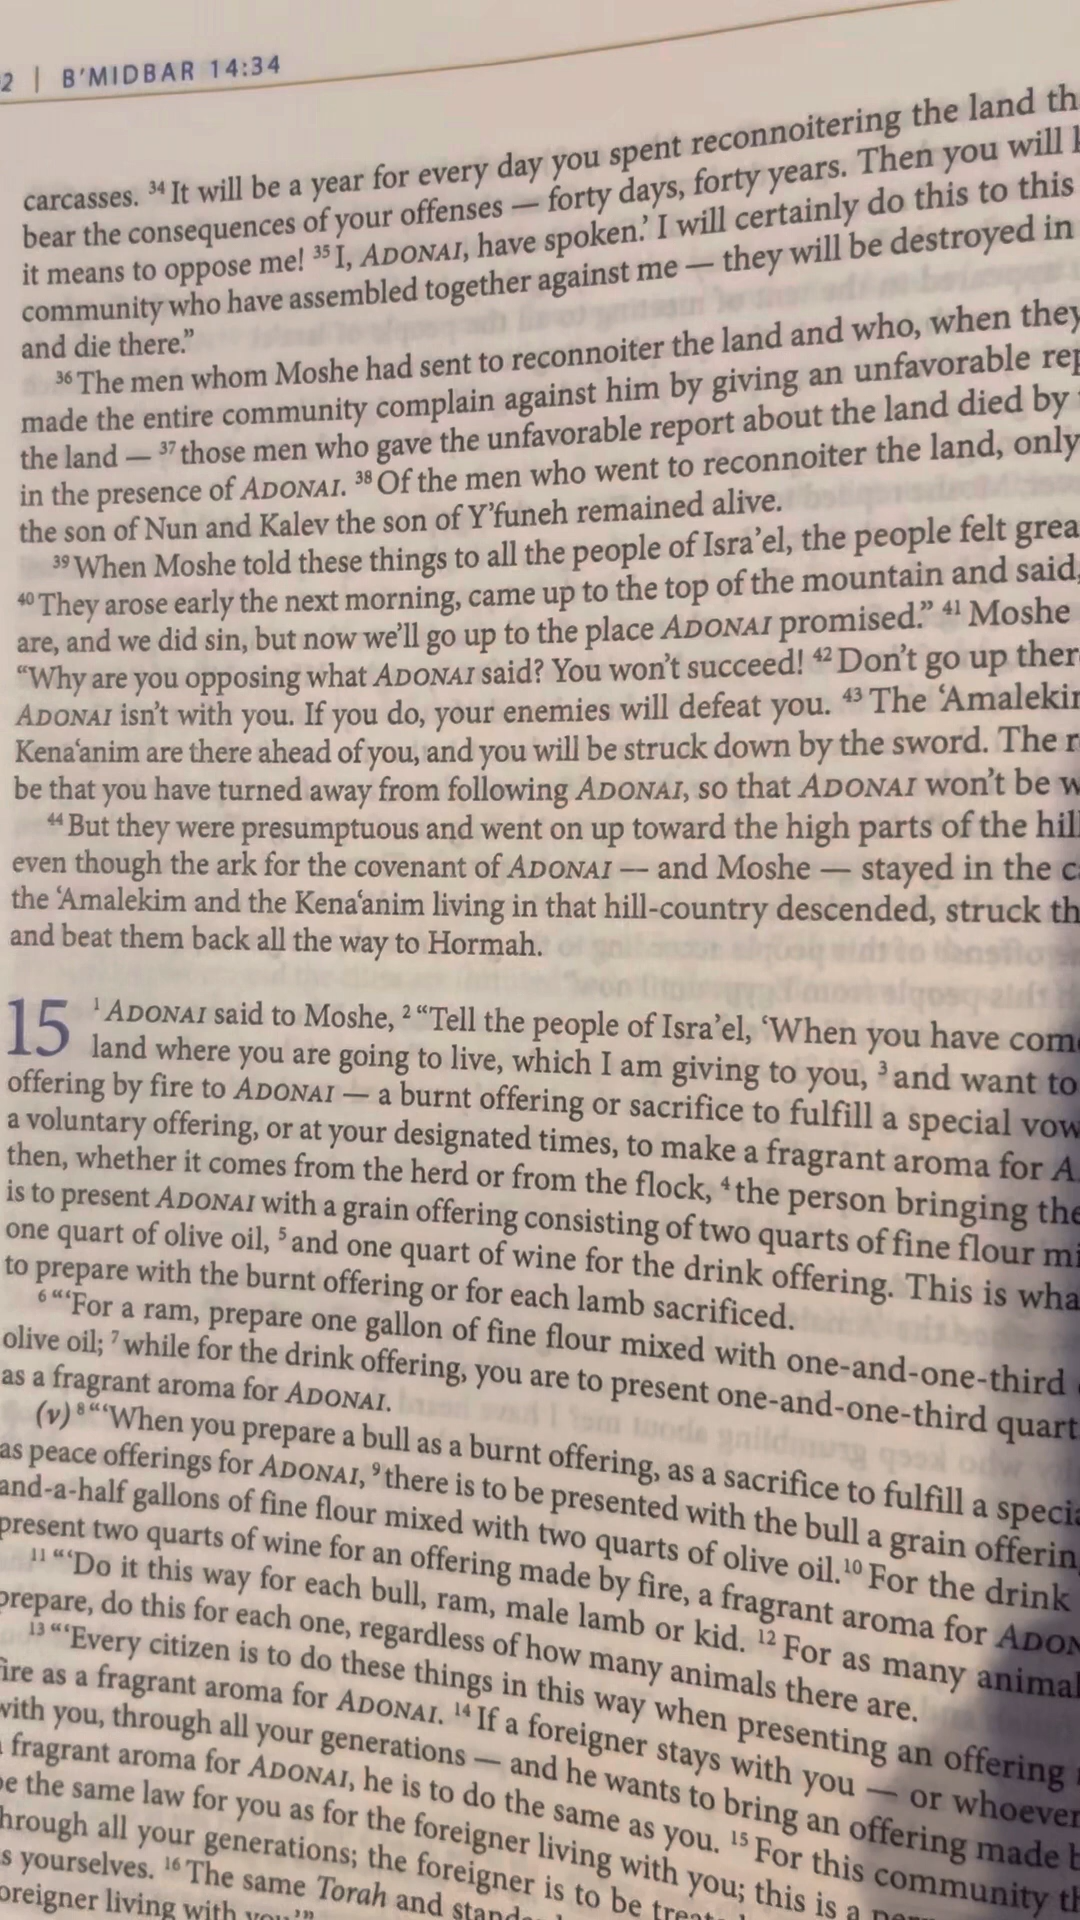 2 | B’MIDBAR 14:34
carcasses. 34 It will be a year for every day you spent reconnoitering the land th
bear the consequences of your offenses — forty days, forty years. Then you will
it means to oppose me! 35 I, ADONAI, have spoken.’ I will certainly do this to this
community who have assembled together against me — they will be destroyed in
and die there.”
36 The men whom Moshe had sent to reconnoiter the land and who, when they
made the entire community complain against him by giving an unfavorable rep
the land — 37 those men who gave the unfavorable report about the land died by
in the presence of ADONAI. 38 Of the men who went to reconnoiter the land, only
the son of Nun and Kalev the son of Y’funeh remained alive.
39 When Moshe told these things to all the people of Isra’el, the people felt grea
40 They arose early the next morning, came up to the top of the mountain and said,
are, and we did sin, but now we’ll go up to the place ADONAI promised.” 41 Moshe
“Why are you opposing what ADONAI said? You won’t succeed! 42 Don’t go up ther
ADONAI isn’t with you. If you do, your enemies will defeat you. 43 The ‘Amalekim
Kena‘anim are there ahead of you, and you will be struck down by the sword. The r
be that you have turned away from following ADONAI, so that ADONAI won’t be w
44 But they were presumptuous and went on up toward the high parts of the hill
even though the ark for the covenant of ADONAI — and Moshe — stayed in the c
the ‘Amalekim and the Kena‘anim living in that hill-country descended, struck th
and beat them back all the way to Hormah.
15 1 ADONAI said to Moshe, 2 “Tell the people of Isra’el, ‘When you have com
land where you are going to live, which I am giving to you, 3 and want to
offering by fire to ADONAI — a burnt offering or sacrifice to fulfill a special vow
a voluntary offering, or at your designated times, to make a fragrant aroma for A
then, whether it comes from the herd or from the flock, 4 the person bringing the
is to present ADONAI with a grain offering consisting of two quarts of fine flour mi
one quart of olive oil, 5 and one quart of wine for the drink offering. This is wha
to prepare with the burnt offering or for each lamb sacrificed.
6 “‘For a ram, prepare one gallon of fine flour mixed with one-and-one-third
olive oil; 7 while for the drink offering, you are to present one-and-one-third quart
as a fragrant aroma for ADONAI.
(v) 8 “‘When you prepare a bull as a burnt offering, as a sacrifice to fulfill a specia
as peace offerings for ADONAI, 9 there is to be presented with the bull a grain offerin
and-a-half gallons of fine flour mixed with two quarts of olive oil. 10 For the drink
present two quarts of wine for an offering made by fire, a fragrant aroma for ADON
11 “‘Do it this way for each bull, ram, male lamb or kid. 12 For as many animal
prepare, do this for each one, regardless of how many animals there are.
13 “‘Every citizen is to do these things in this way when presenting an offering
fire as a fragrant aroma for ADONAI. 14 If a foreigner stays with you — or whoever
with you, through all your generations — and he wants to bring an offering made b
fragrant aroma for ADONAI, he is to do the same as you. 15 For this community th
be the same law for you as for the foreigner living with you; this is a
through all your generations; the foreigner is to be
s yourselves. 16 The same Torah and
oreigner living with you.’”